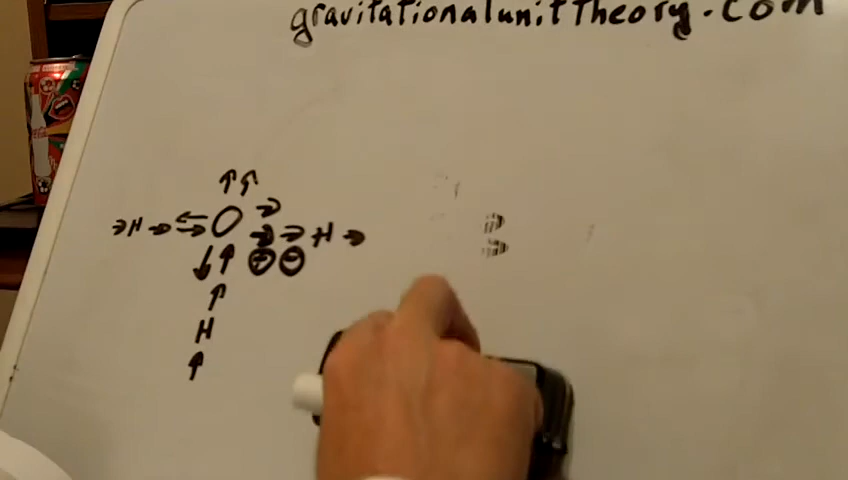 gravitationalunitTheory.com
↑↑
→H→ ← → O → → → H →
↓ ↑ ⊕ ⊖
↑
H
↑